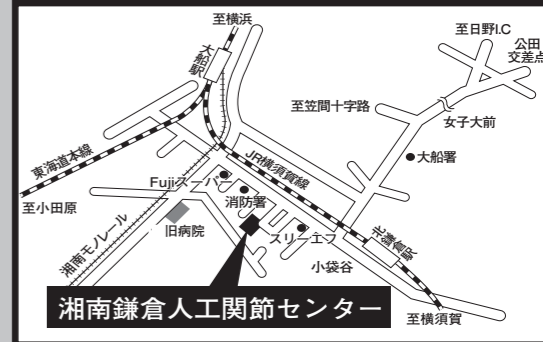 至横浜
至日野I.C
公田
交差点
大船駅
至笠間十字路
女子大前
東海道本線
JR横須賀線
大船署
Fujiスーパー
消防署
至小田原
湘南モノレール
旧病院
スリーエフ
北鎌倉駅
小袋谷
湘南鎌倉人工関節センター
至横須賀